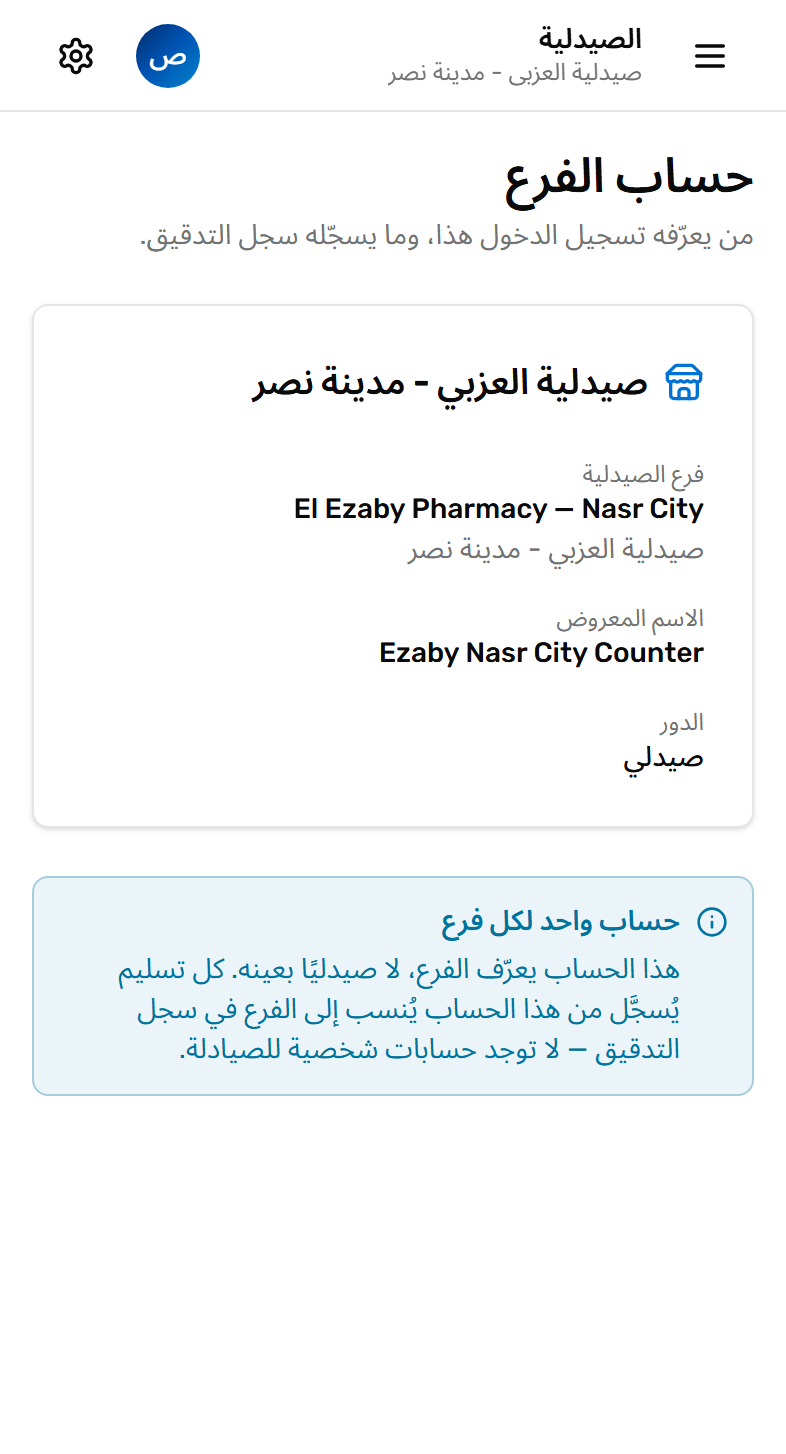 الصيدلية
صيدلية العزبي - مدينة نصر
ص
حساب الفرع
من يعرّفه تسجيل الدخول هذا، وما يسجّله سجل التدقيق.
صيدلية العزبي - مدينة نصر
فرع الصيدلية
El Ezaby Pharmacy — Nasr City
صيدلية العزبي - مدينة نصر
الاسم المعروض
Ezaby Nasr City Counter
الدور
صيدلي
حساب واحد لكل فرع
هذا الحساب يعرّف الفرع، لا صيدليًا بعينه. كل تسليم
يُسجَّل من هذا الحساب يُنسب إلى الفرع في سجل
التدقيق — لا توجد حسابات شخصية للصيادلة.